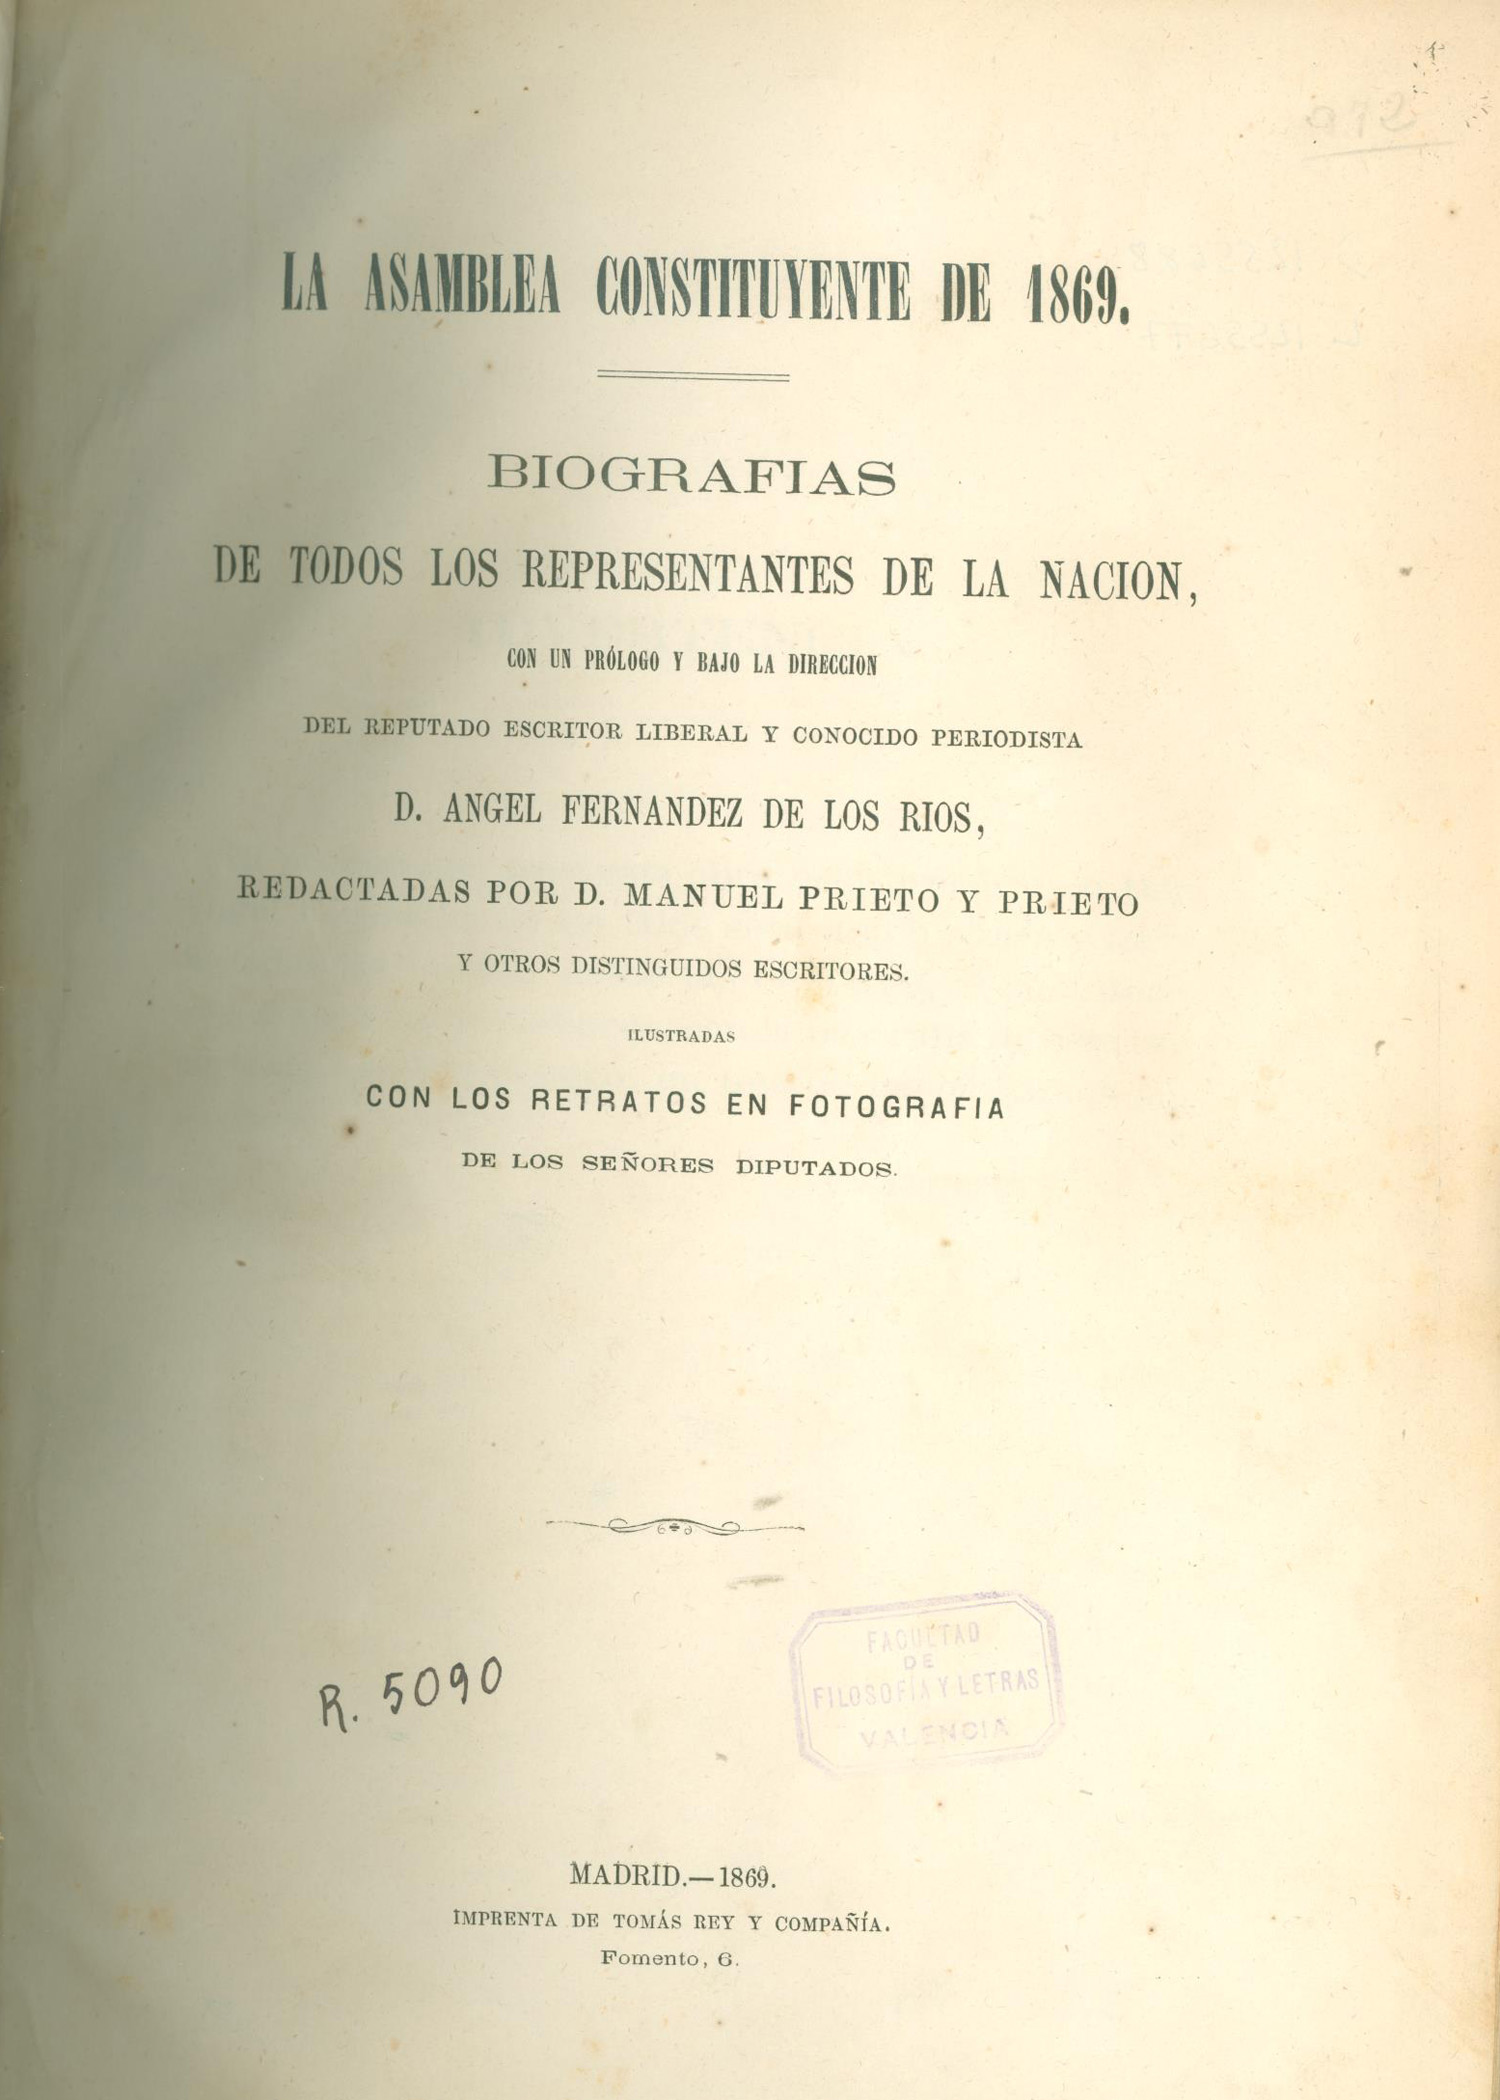 LA ASAMBLEA CONSTITUYENTE DE 1869.
BIOGRAFIAS
DE TODOS LOS REPRESENTANTES DE LA NACION,
CON UN PRÓLOGO Y BAJO LA DIRECCION
DEL REPUTADO ESCRITOR LIBERAL Y CONOCIDO PERIODISTA
D. ANGEL FERNANDEZ DE LOS RIOS,
REDACTADAS POR D. MANUEL PRIETO Y PRIETO
Y OTROS DISTINGUIDOS ESCRITORES.
ILUSTRADAS
CON LOS RETRATOS EN FOTOGRAFIA
DE LOS SEÑORES DIPUTADOS.
R. 5090
FACULTAD
DE
FILOSOFÍA Y LETRAS
VALENCIA
MADRID.—1869.
IMPRENTA DE TOMÁS REY Y COMPAÑÍA.
Fomento, 6.